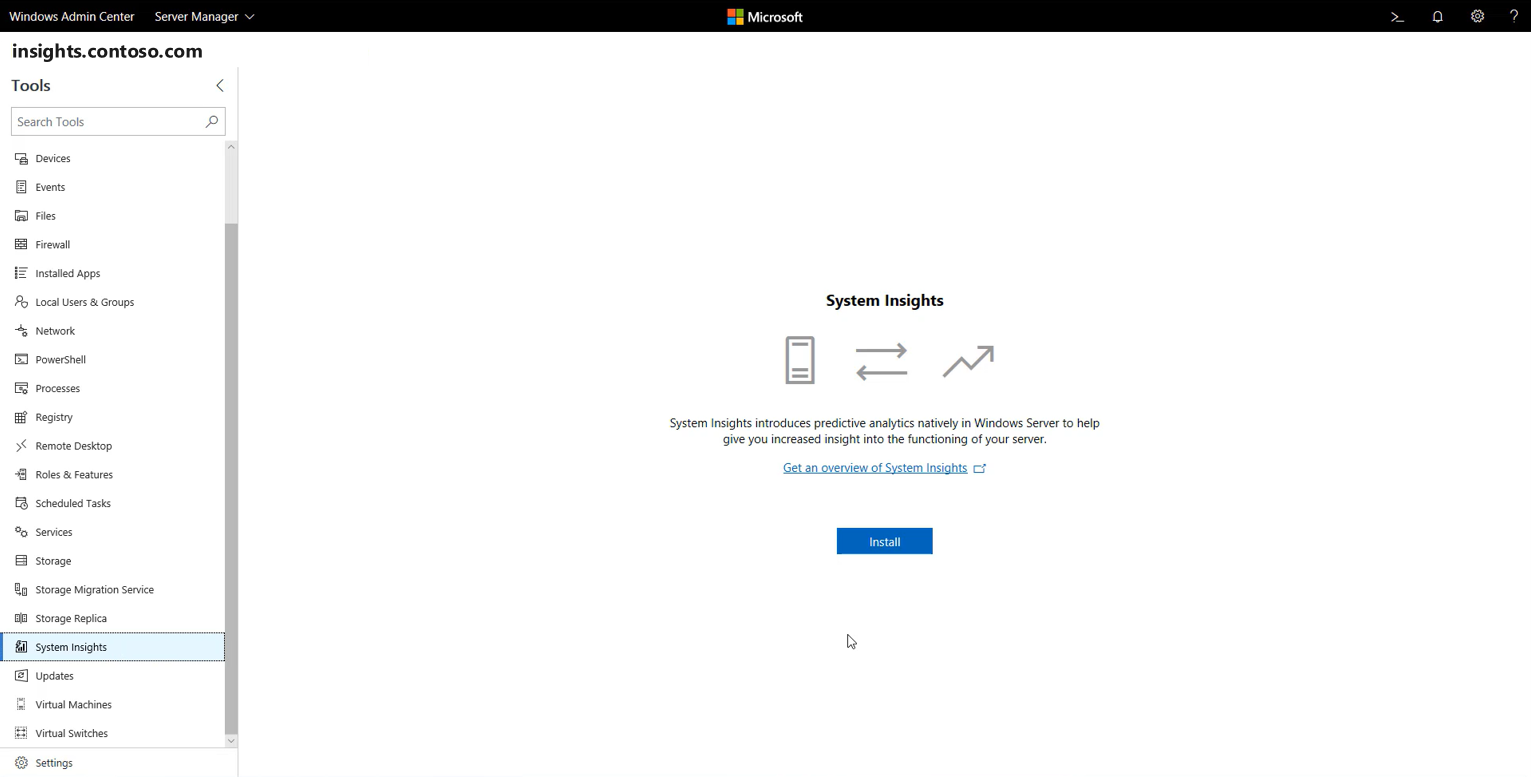 Windows Admin Center Server Manager Microsoft
insights.contoso.com
Tools
Search Tools
Devices
Events
Files
Firewall
Installed Apps
Local Users & Groups
Network
PowerShell
Processes
Registry
Remote Desktop
Roles & Features
Scheduled Tasks
Services
Storage
Storage Migration Service
Storage Replica
System Insights
Updates
Virtual Machines
Virtual Switches
Settings
System Insights
System Insights introduces predictive analytics natively in Windows Server to help
give you increased insight into the functioning of your server.
Get an overview of System Insights
Install